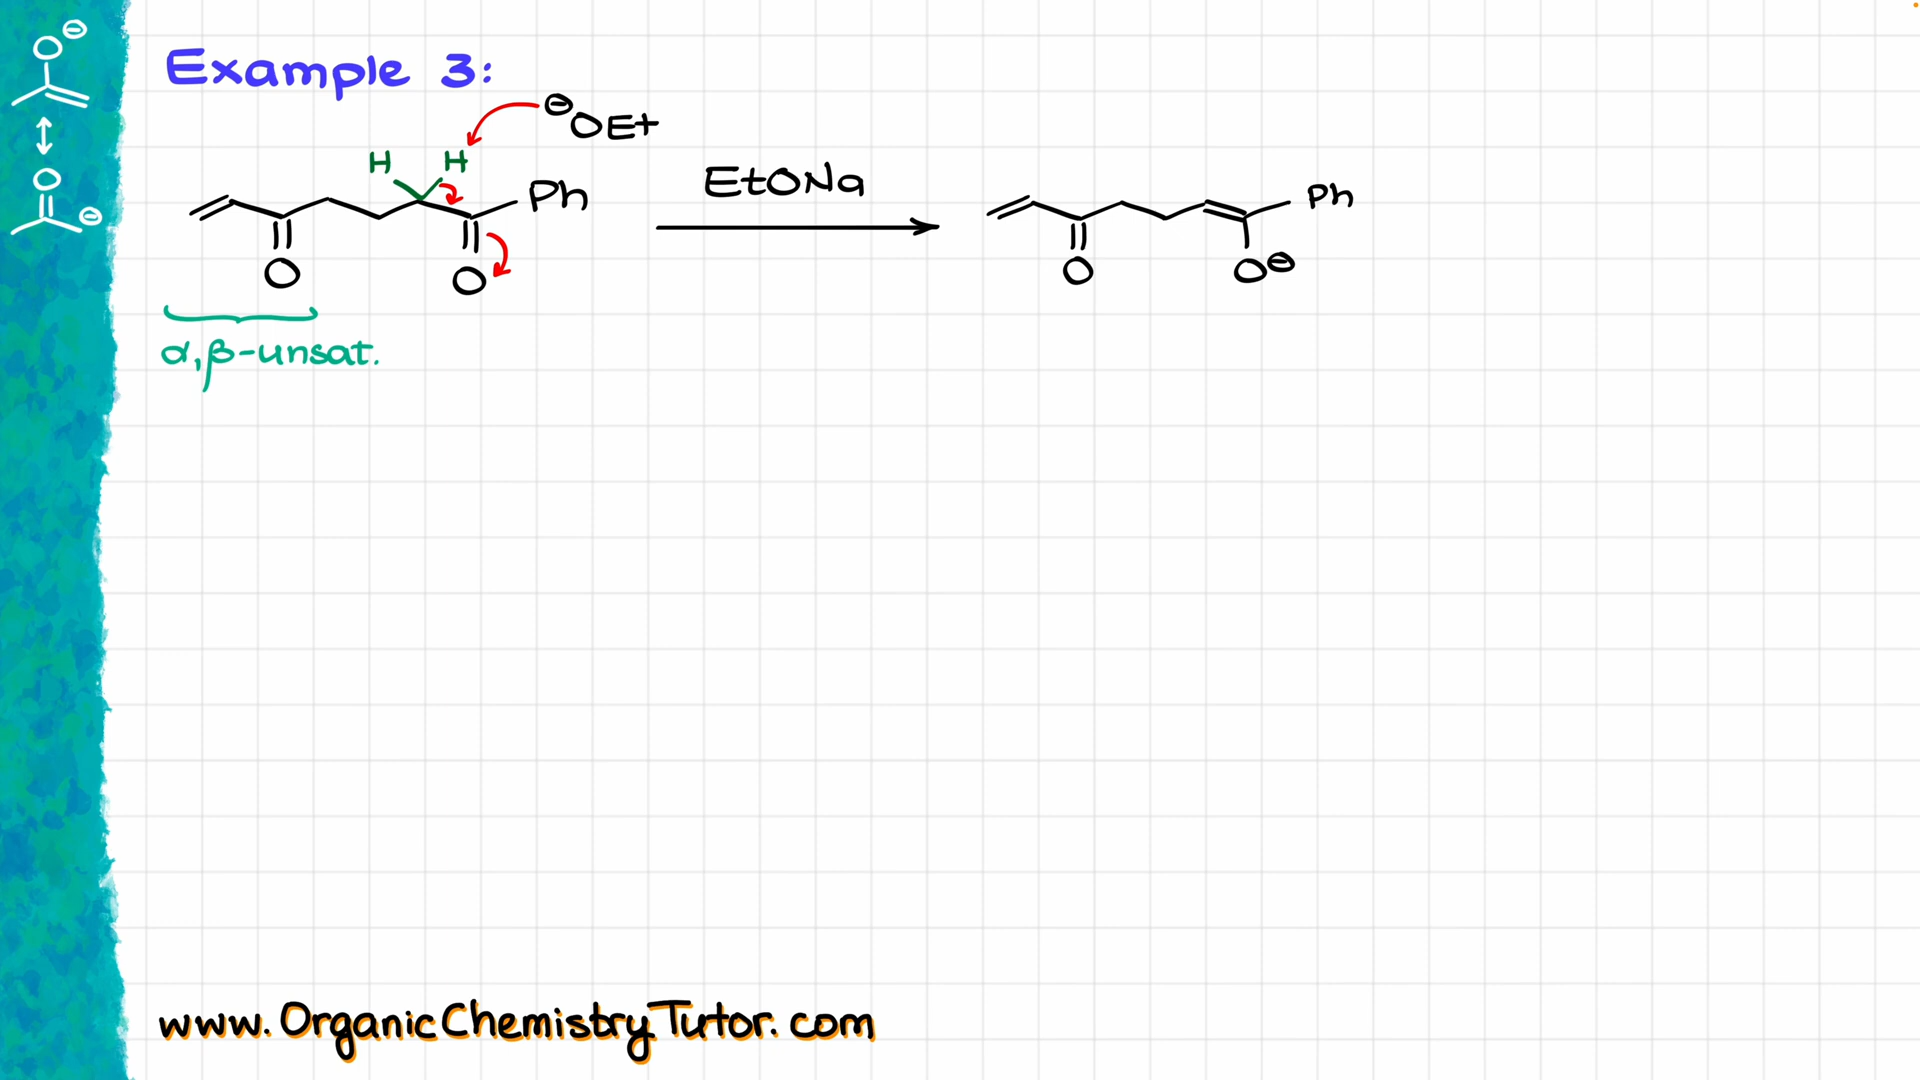 O⊖
O
⊖
Example 3:
⊖OEt
H H
EtONa
Ph
Ph
O O
O O⊖
α,β-unsat.
www.OrganicChemistryTutor.com